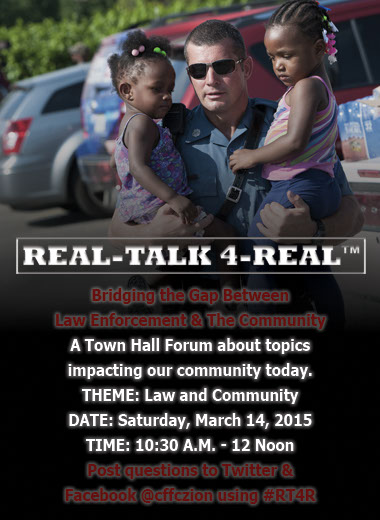 REAL-TALK 4-REAL™
Bridging the Gap Between
Law Enforcement & The Community
A Town Hall Forum about topics
impacting our community today.
THEME: Law and Community
DATE: Saturday, March 14, 2015
TIME: 10:30 A.M. - 12 Noon
Post questions to Twitter &
Facebook @cffczion using #RT4R